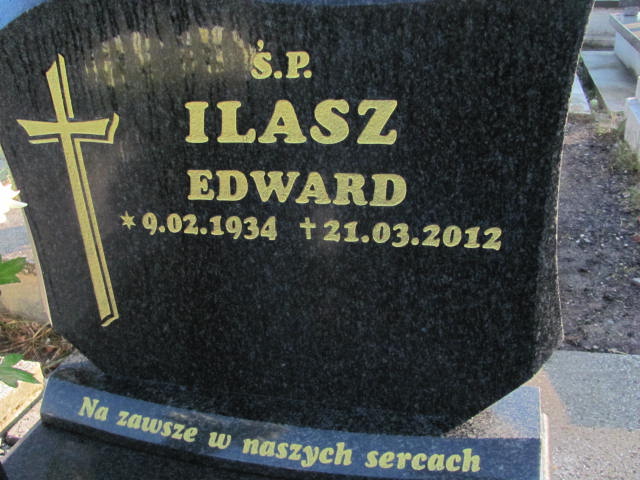 Ś.P.
ILASZ
EDWARD
* 9.02.1934 † 21.03.2012
Na zawsze w naszych sercach